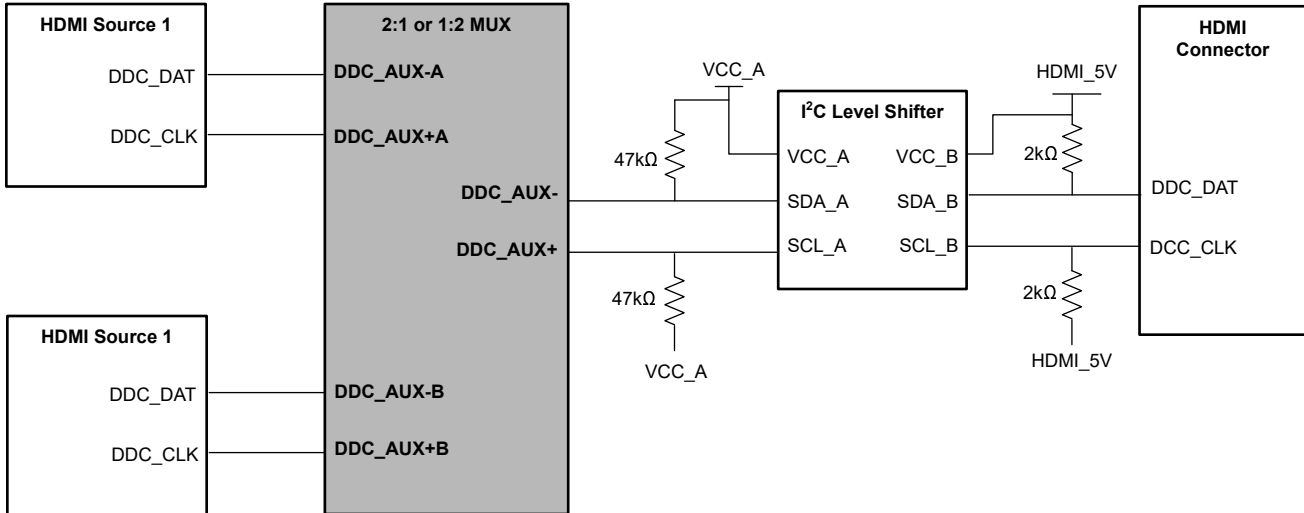 HDMI Source 1
DDC_DAT
DDC_CLK
2:1 or 1:2 MUX
DDC_AUX-A
DDC_AUX+A
DDC_AUX-
DDC_AUX+
DDC_AUX-B
DDC_AUX+B
HDMI Source 1
DDC_DAT
DDC_CLK
VCC_A
47kΩ
47kΩ
VCC_A
I²C Level Shifter
VCC_A
VCC_B
SDA_A
SDA_B
SCL_A
SCL_B
HDMI_5V
2kΩ
2kΩ
HDMI_5V
HDMI
Connector
DDC_DAT
DCC_CLK